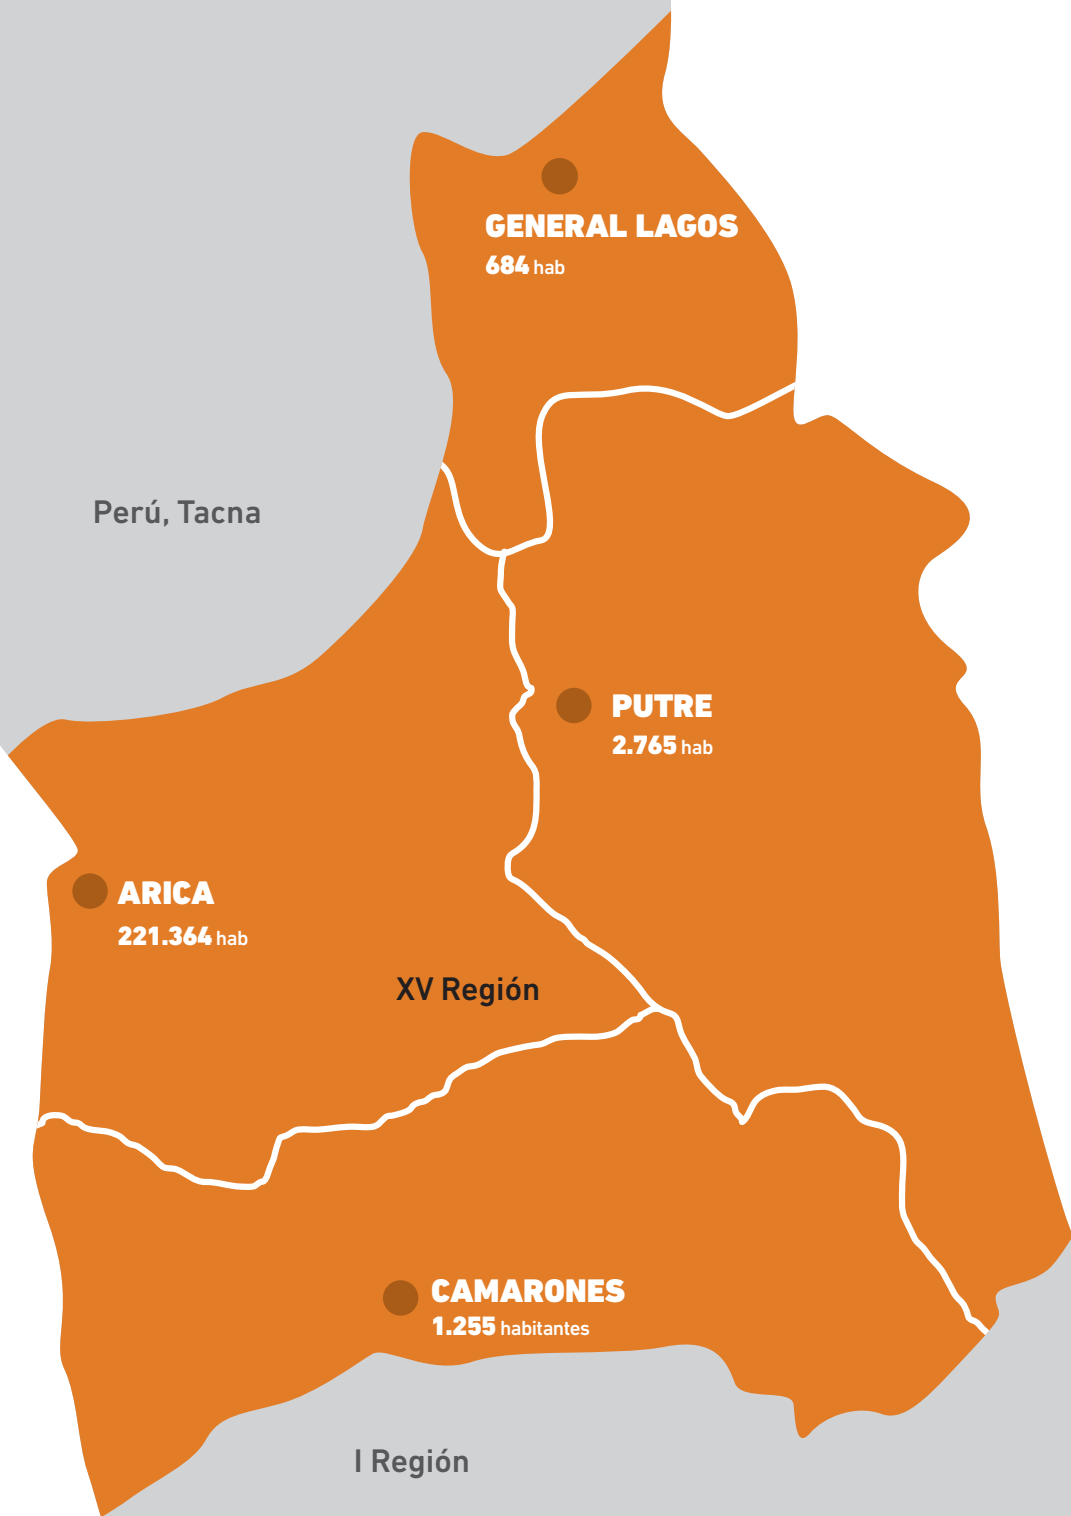 GENERAL LAGOS
684 hab
Perú, Tacna
PUTRE
2.765 hab
ARICA
221.364 hab
XV Región
CAMARONES
1.255 habitantes
I Región